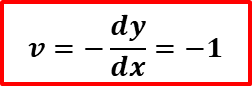 v = − dy/dx = −1